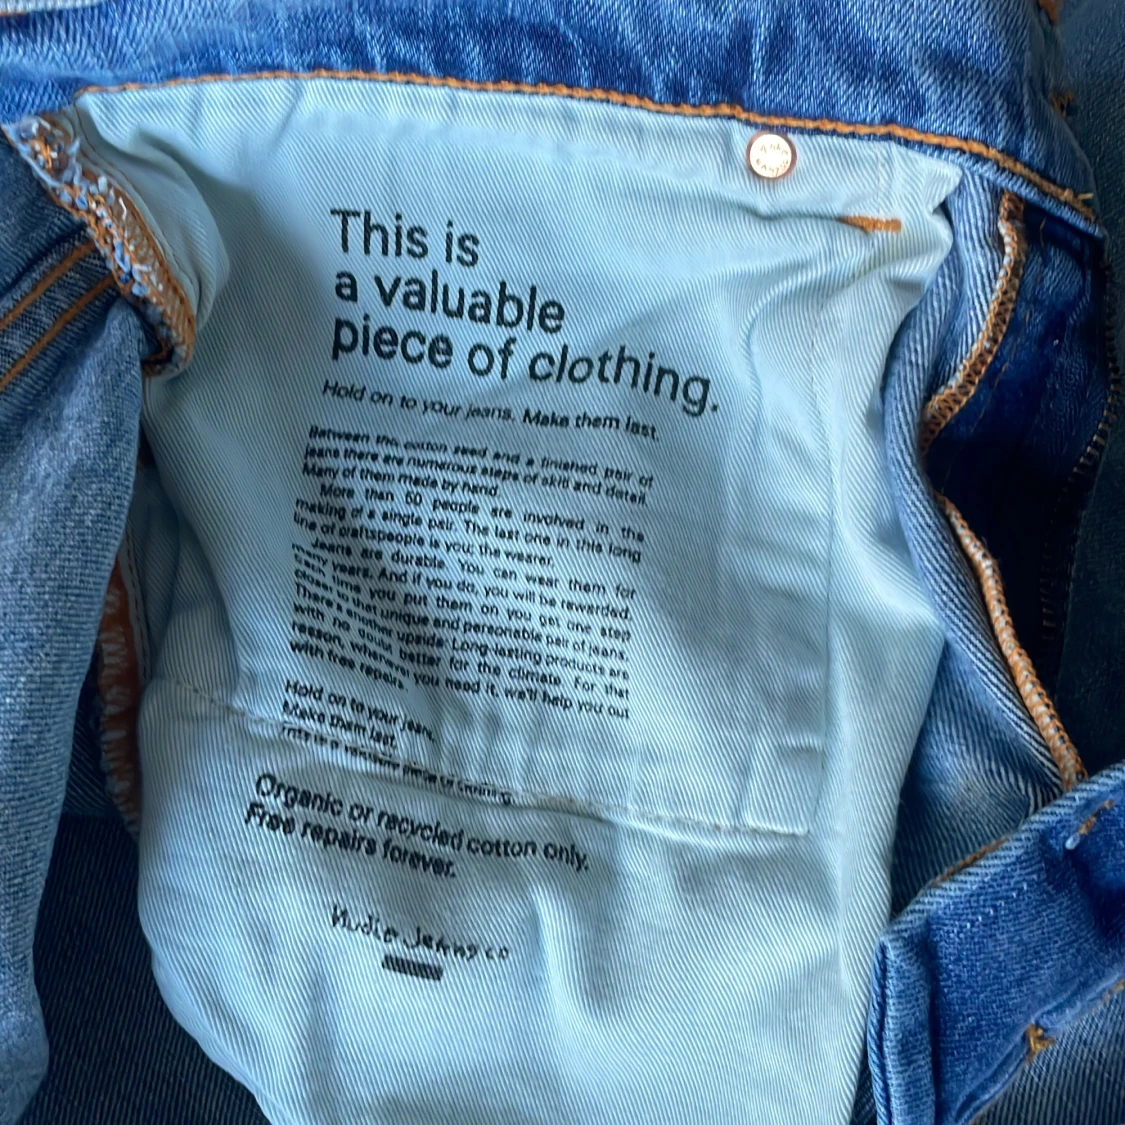 This is
a valuable
piece of clothing.
Hold on to your jeans. Make them last.
Between the cotton seed and a finished pair of
jeans there are numerous steps of skill and detail.
Many of them made by hand.
More than 50 people are involved in the
making of a single pair. The last one in this long
line of craftspeople is you; the wearer.
Jeans are durable. You can wear them for
many years. And if you do, you will be rewarded.
Each time you put them on you get one step
closer to that unique and personable pair of jeans.
There's another upside: Long-lasting products are
with no doubt better for the climate. For that
reason, whenever you need it, we'll help you out
with free repairs.
Hold on to your jeans.
Make them last.
This is a valuable piece of clothing.
Organic or recycled cotton only.
Free repairs forever.
Nudie Jeans co